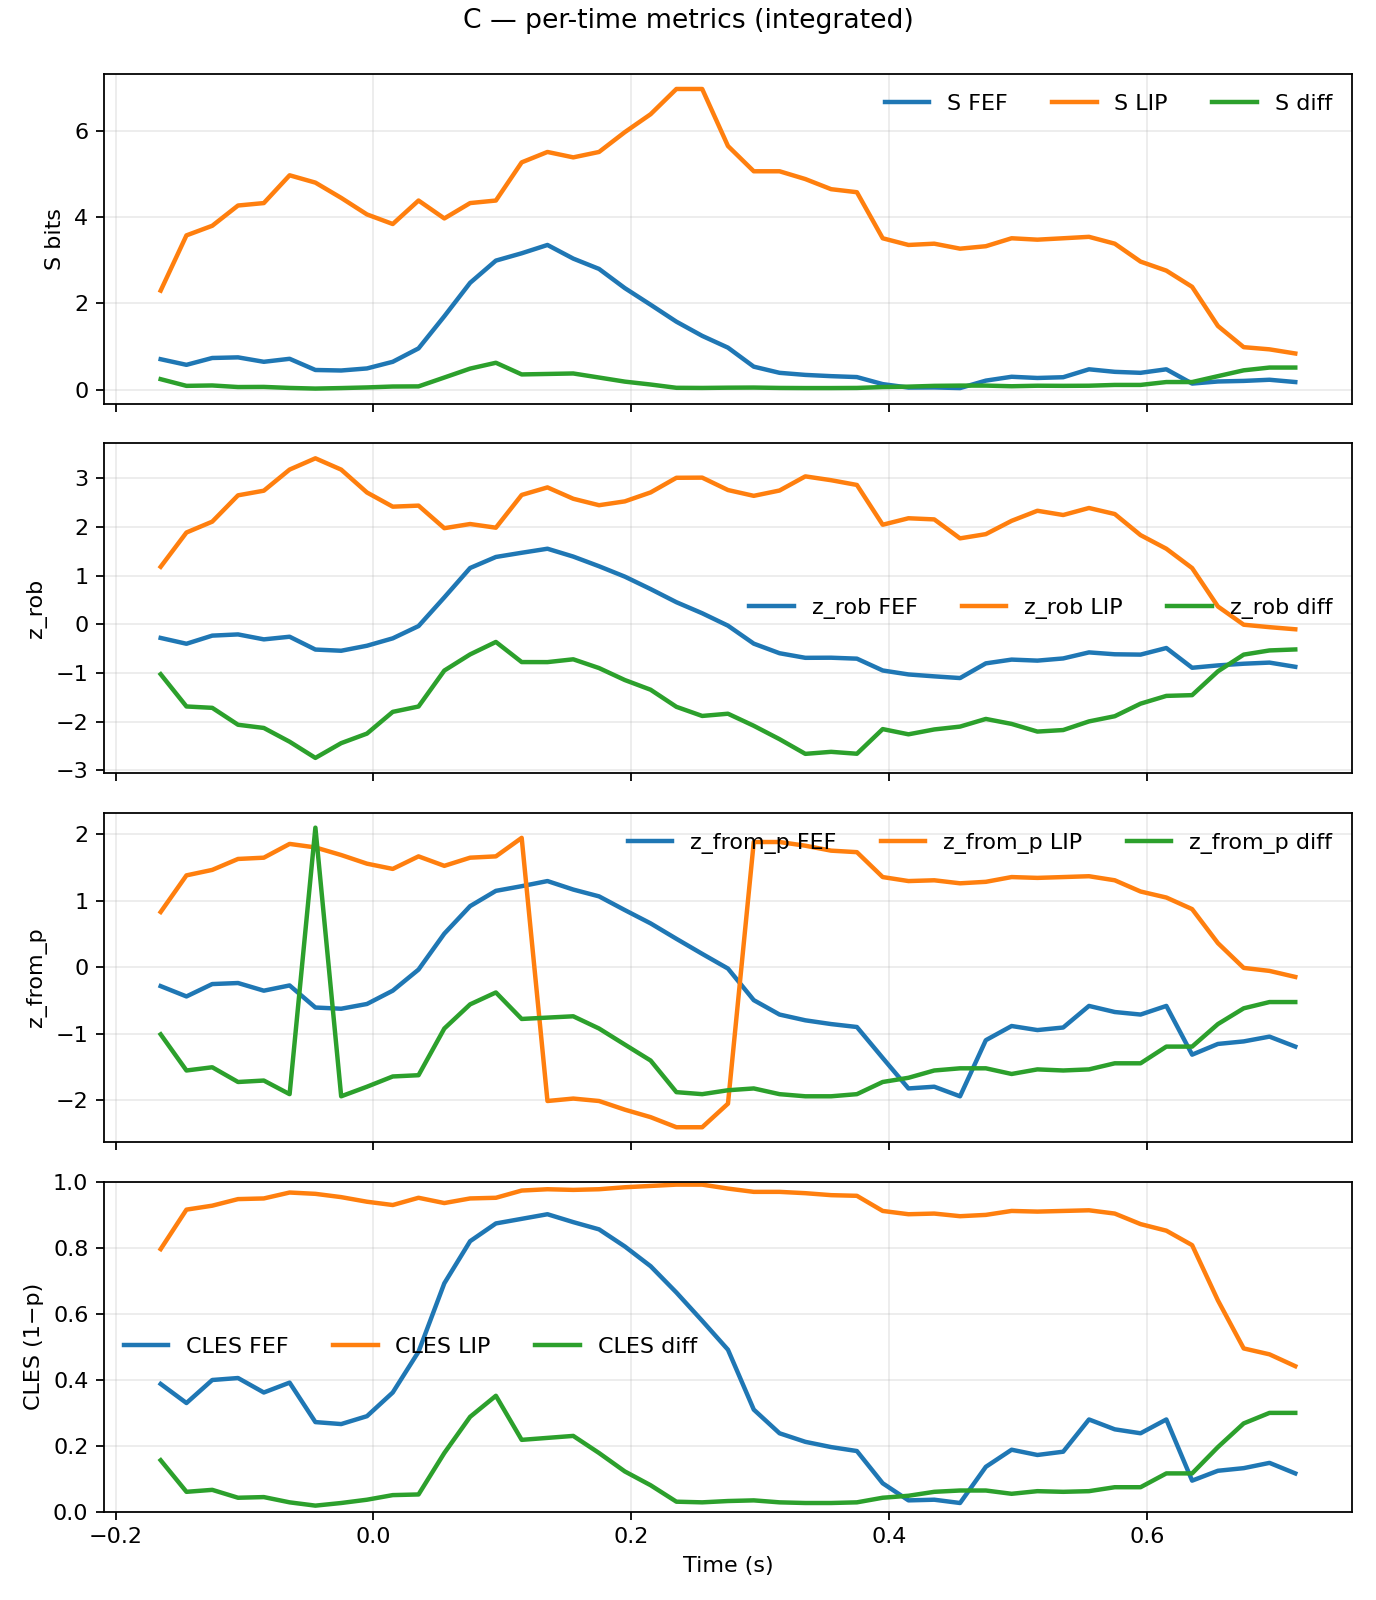 C — per-time metrics (integrated)
S FEF S LIP S diff
6
4
2
0
S bits
z_rob FEF z_rob LIP z_rob diff
3
2
1
0
−1
−2
−3
z_rob
z_from_p FEF z_from_p LIP z_from_p diff
2
1
0
−1
−2
z_from_p
CLES FEF CLES LIP CLES diff
1.0
0.8
0.6
0.4
0.2
0.0
CLES (1−p)
−0.2 0.0 0.2 0.4 0.6
Time (s)